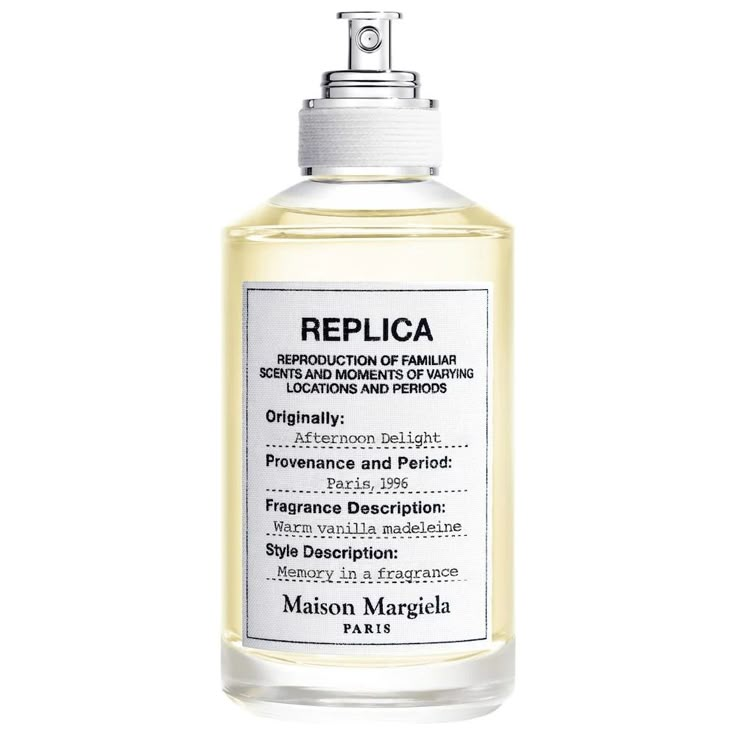 REPLICA
REPRODUCTION OF FAMILIAR
SCENTS AND MOMENTS OF VARYING
LOCATIONS AND PERIODS
Originally:
Afternoon Delight
Provenance and Period:
Paris, 1996
Fragrance Description:
Warm vanilla madeleine
Style Description:
Memory in a fragrance
Maison Margiela
PARIS